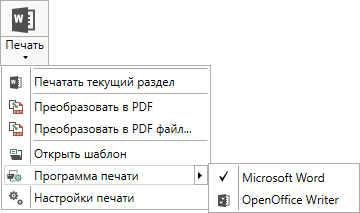 Печать
Печатать текущий раздел
Преобразовать в PDF
Преобразовать в PDF файл...
Открыть шаблон
Программа печати
Microsoft Word
OpenOffice Writer
Настройки печати